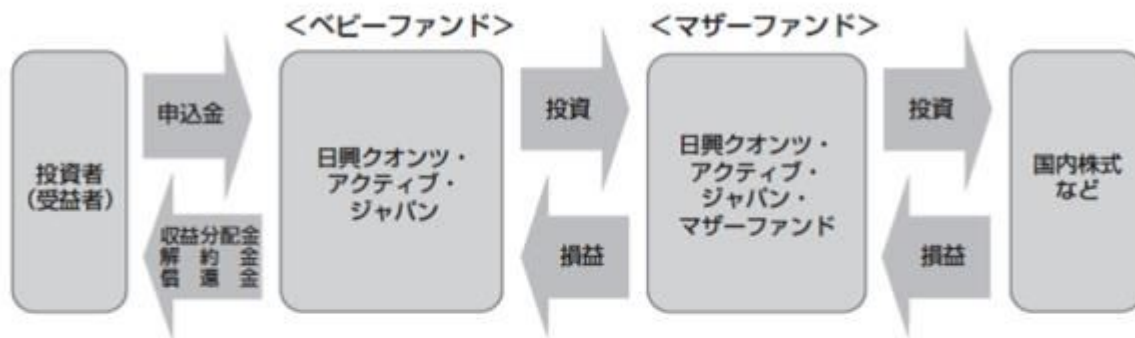 ＜ベビーファンド＞
＜マザーファンド＞
投資者
（受益者）
申込金
収益分配金
解約金
償還金
日興クオンツ・
アクティブ・
ジャパン
投資
損益
日興クオンツ・
アクティブ・
ジャパン・
マザーファンド
投資
損益
国内株式
など